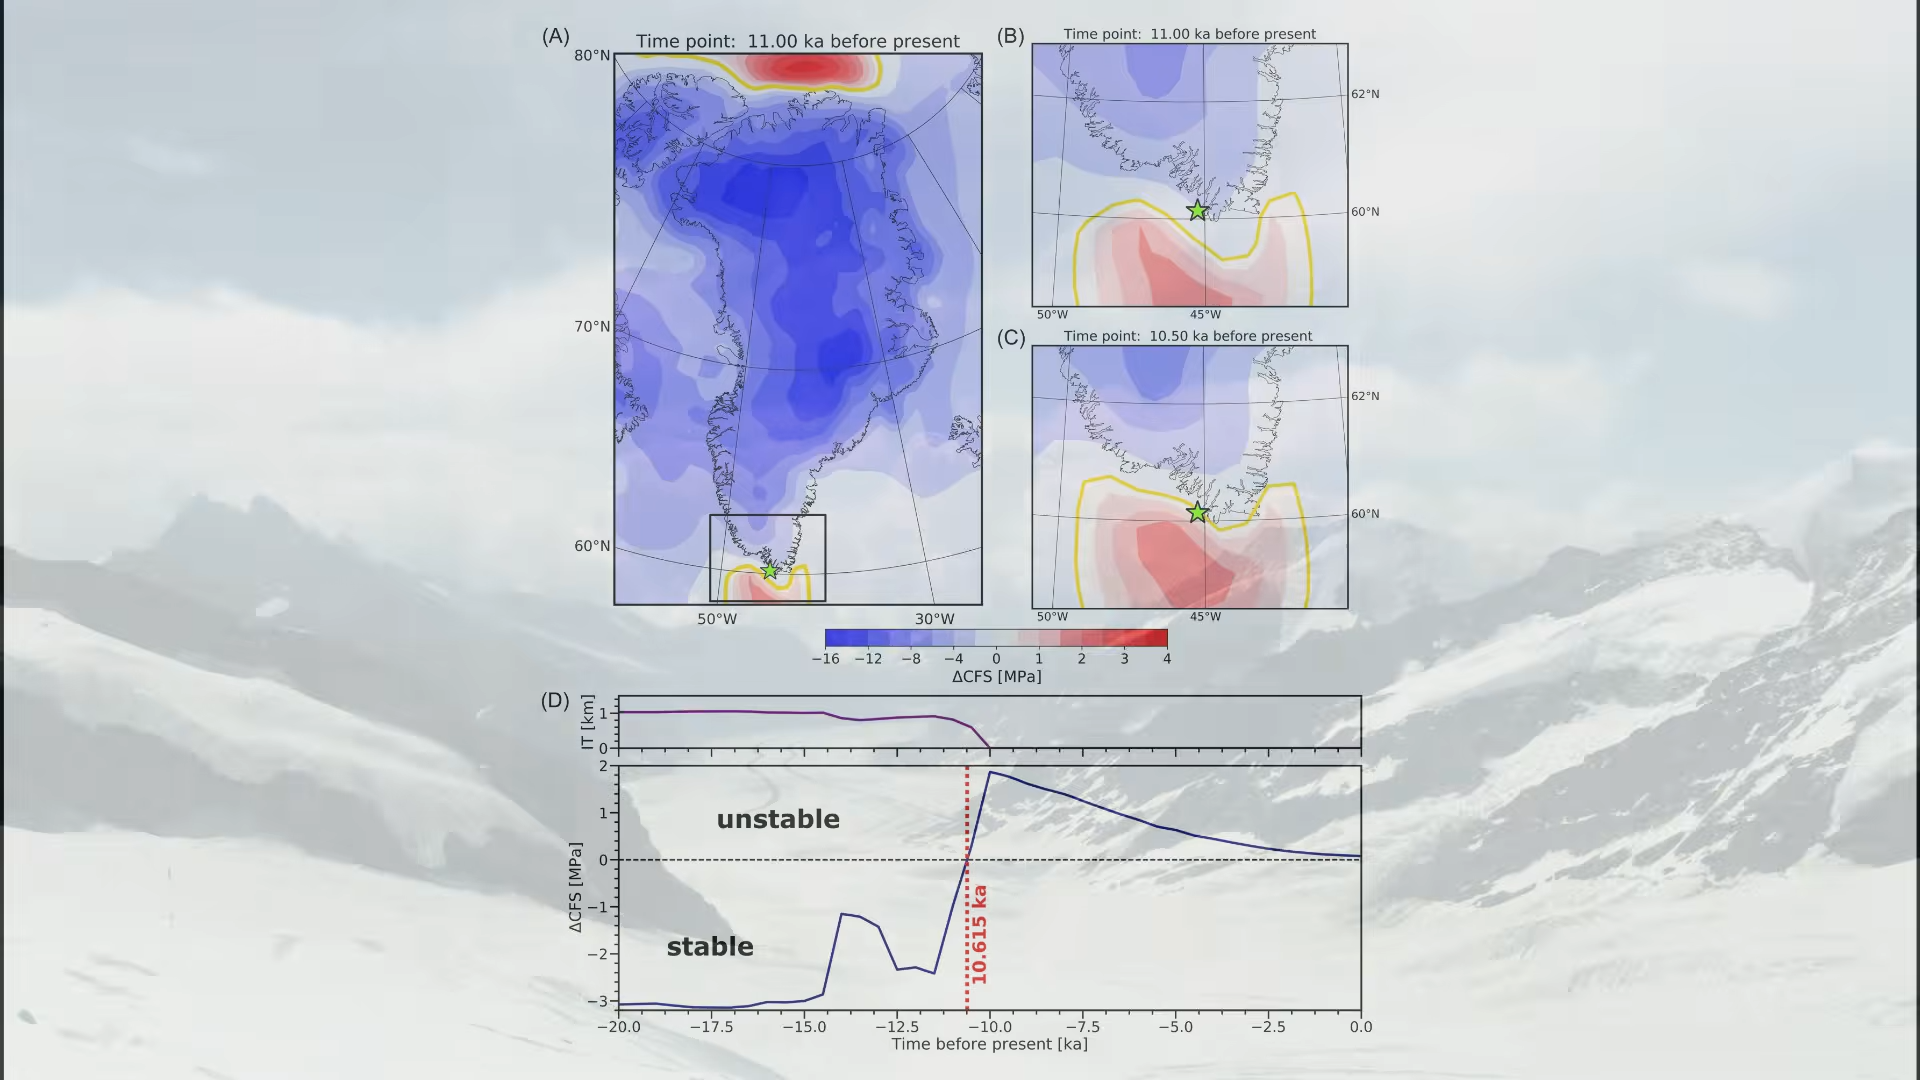 (A)
Time point: 11.00 ka before present
80°N
70°N
60°N
50°W 30°W
(B)
Time point: 11.00 ka before present
62°N
60°N
50°W 45°W
(C)
Time point: 10.50 ka before present
62°N
60°N
50°W 45°W
−16 −12 −8 −4 0 1 2 3 4
ΔCFS [MPa]
(D)
IT [km]
1
0
ΔCFS [MPa]
2
1
0
−1
−2
−3
unstable
stable
10.615 ka
−20.0 −17.5 −15.0 −12.5 −10.0 −7.5 −5.0 −2.5 0.0
Time before present [ka]